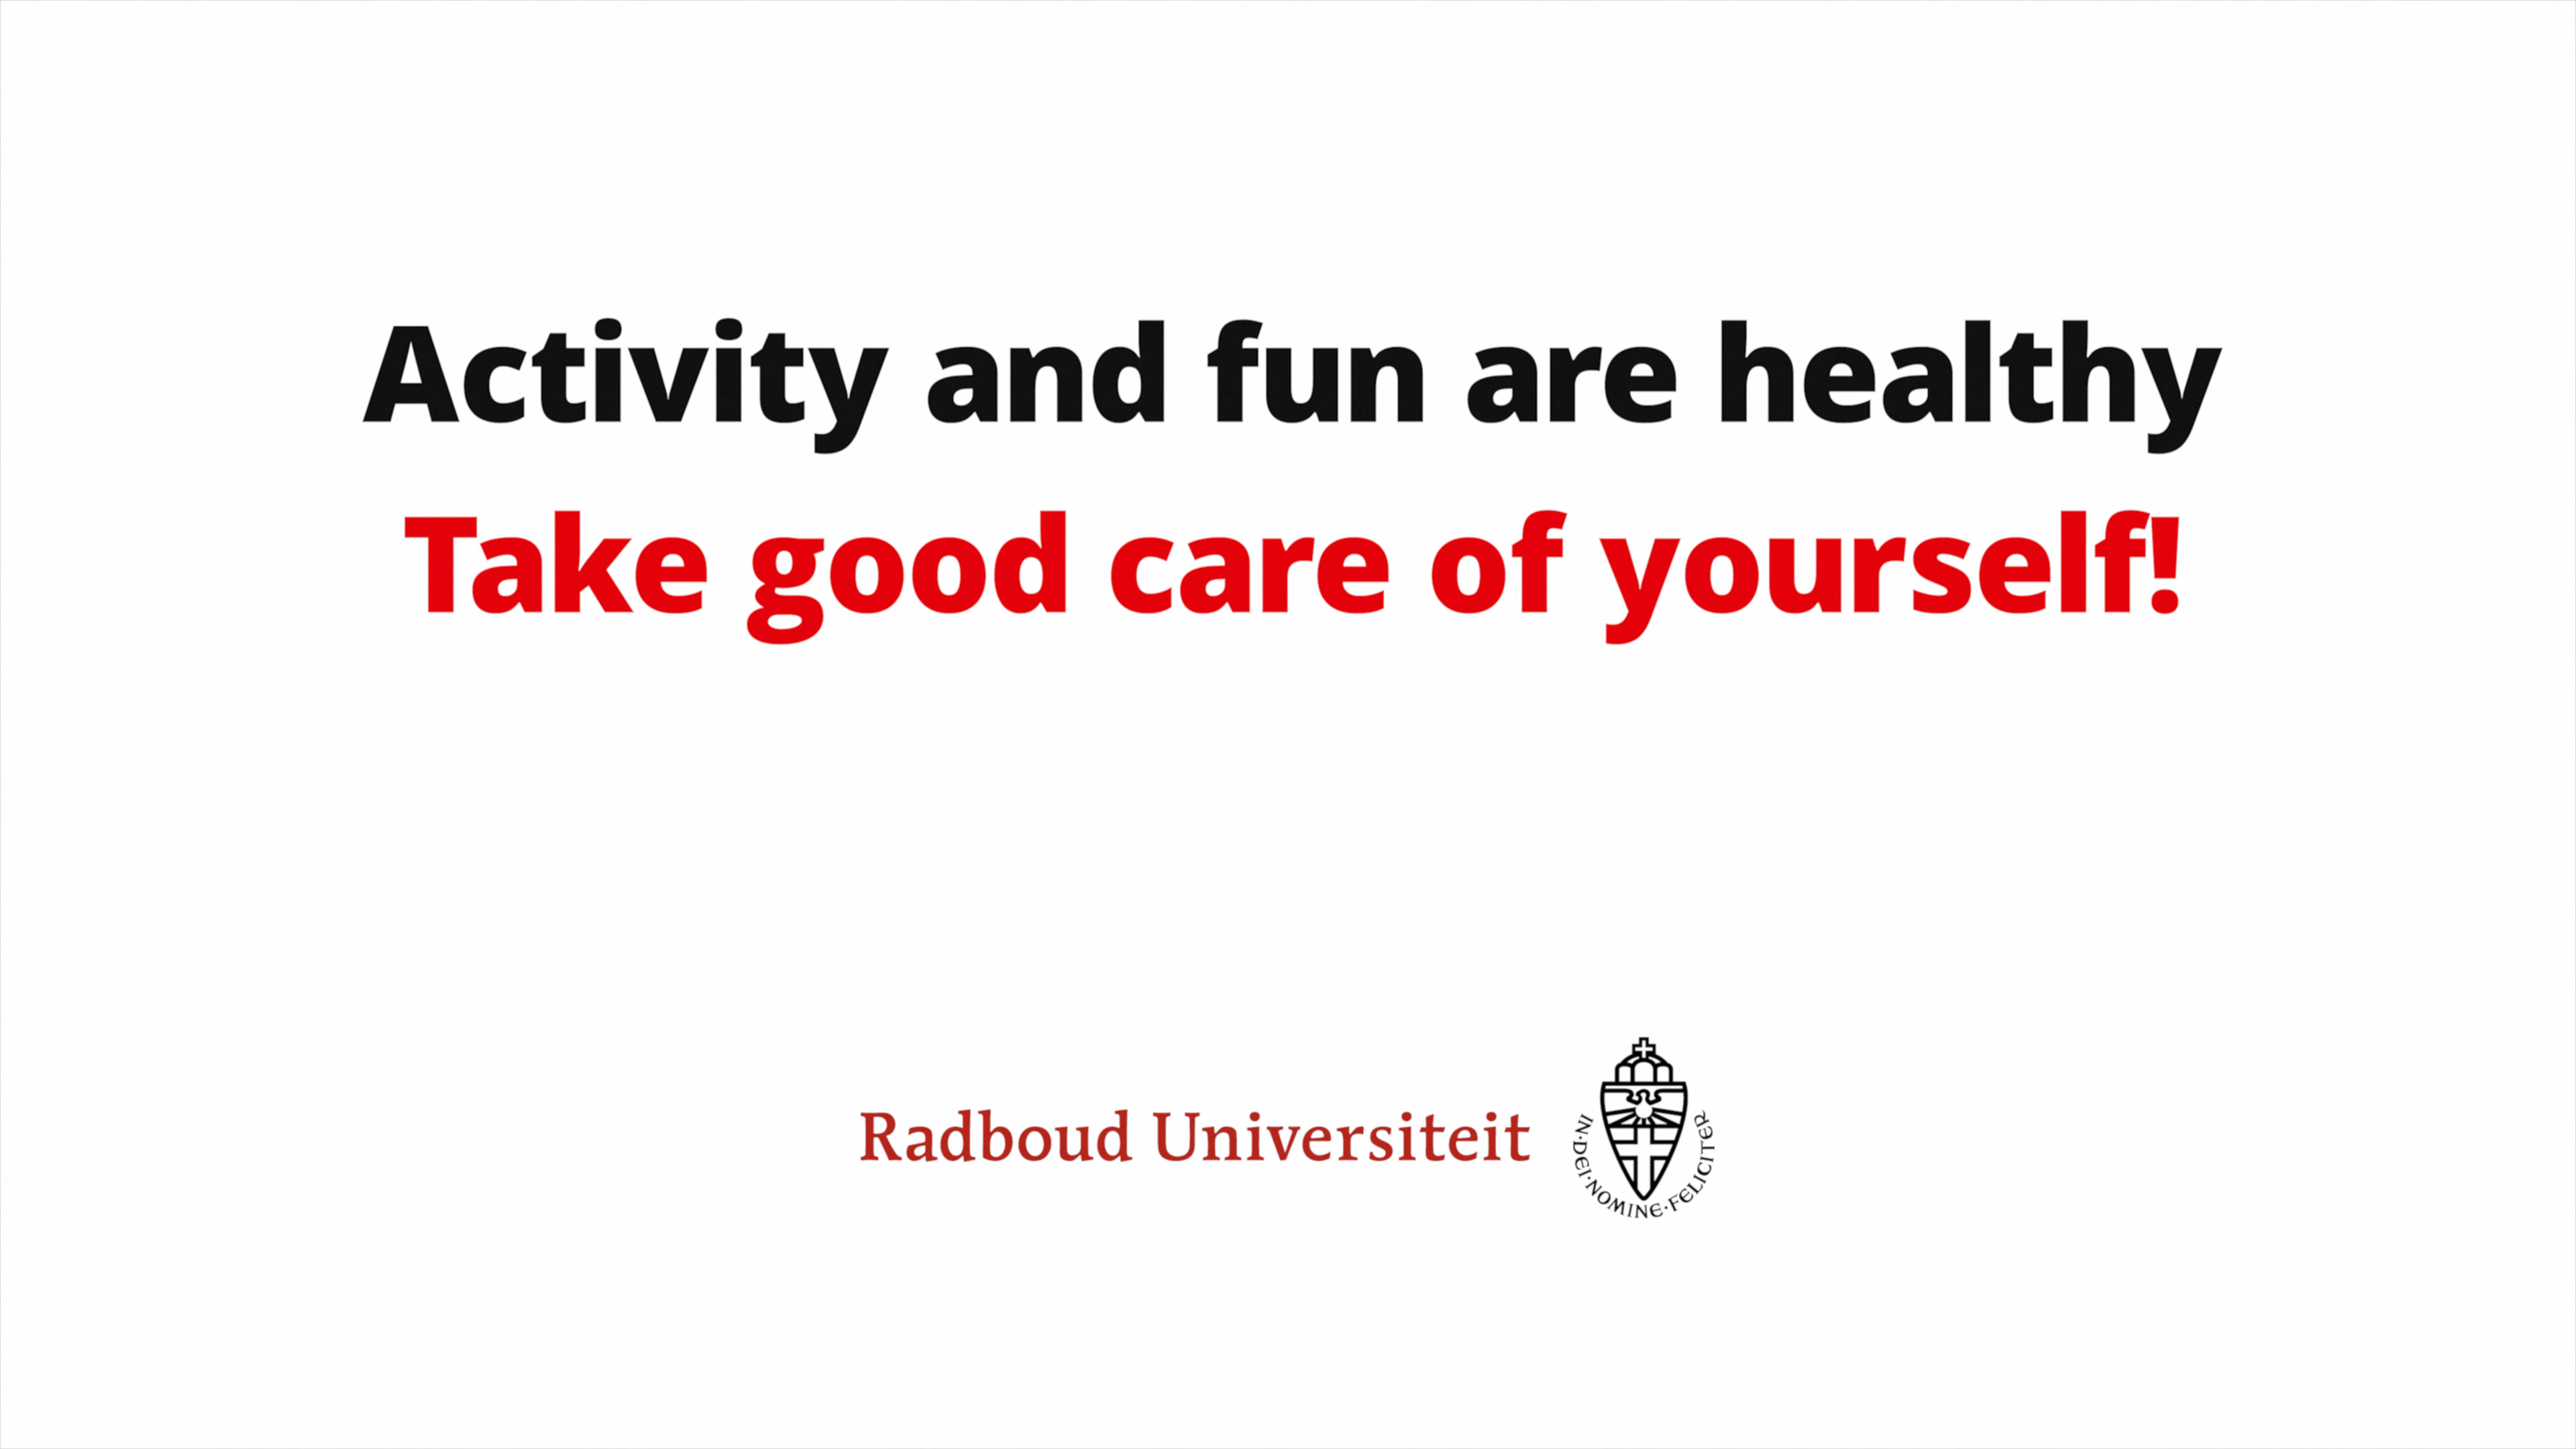 Activity and fun are healthy
Take good care of yourself!
Radboud Universiteit
IN·DEI·NOMINE·FELICITER